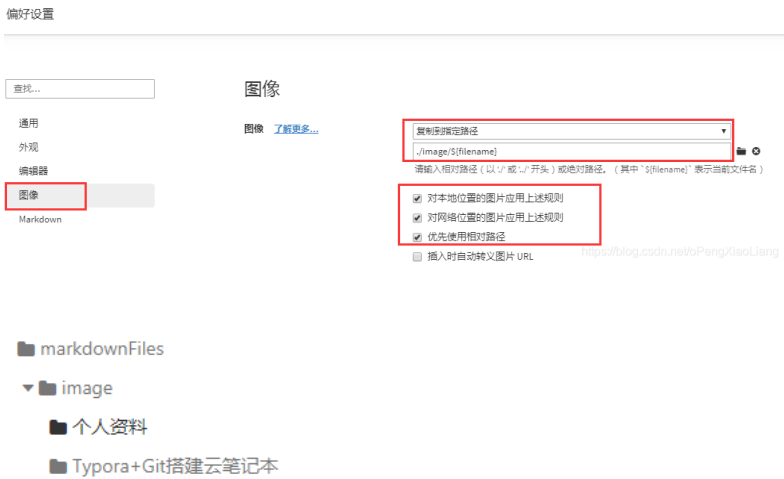 偏好设置
查找...
图像
通用
图像 了解更多...
复制到指定路径
外观
./image/${filename}
编辑器
请输入相对路径（以 './' 或 '../' 开头）或绝对路径。（其中 `${filename}` 表示当前文件名）
图像
对本地位置的图片应用上述规则
Markdown
对网络位置的图片应用上述规则
优先使用相对路径
插入时自动转义图片 URL
https://blog.csdn.net/oPengXiaoLiang
markdownFiles
image
个人资料
Typora+Git搭建云笔记本